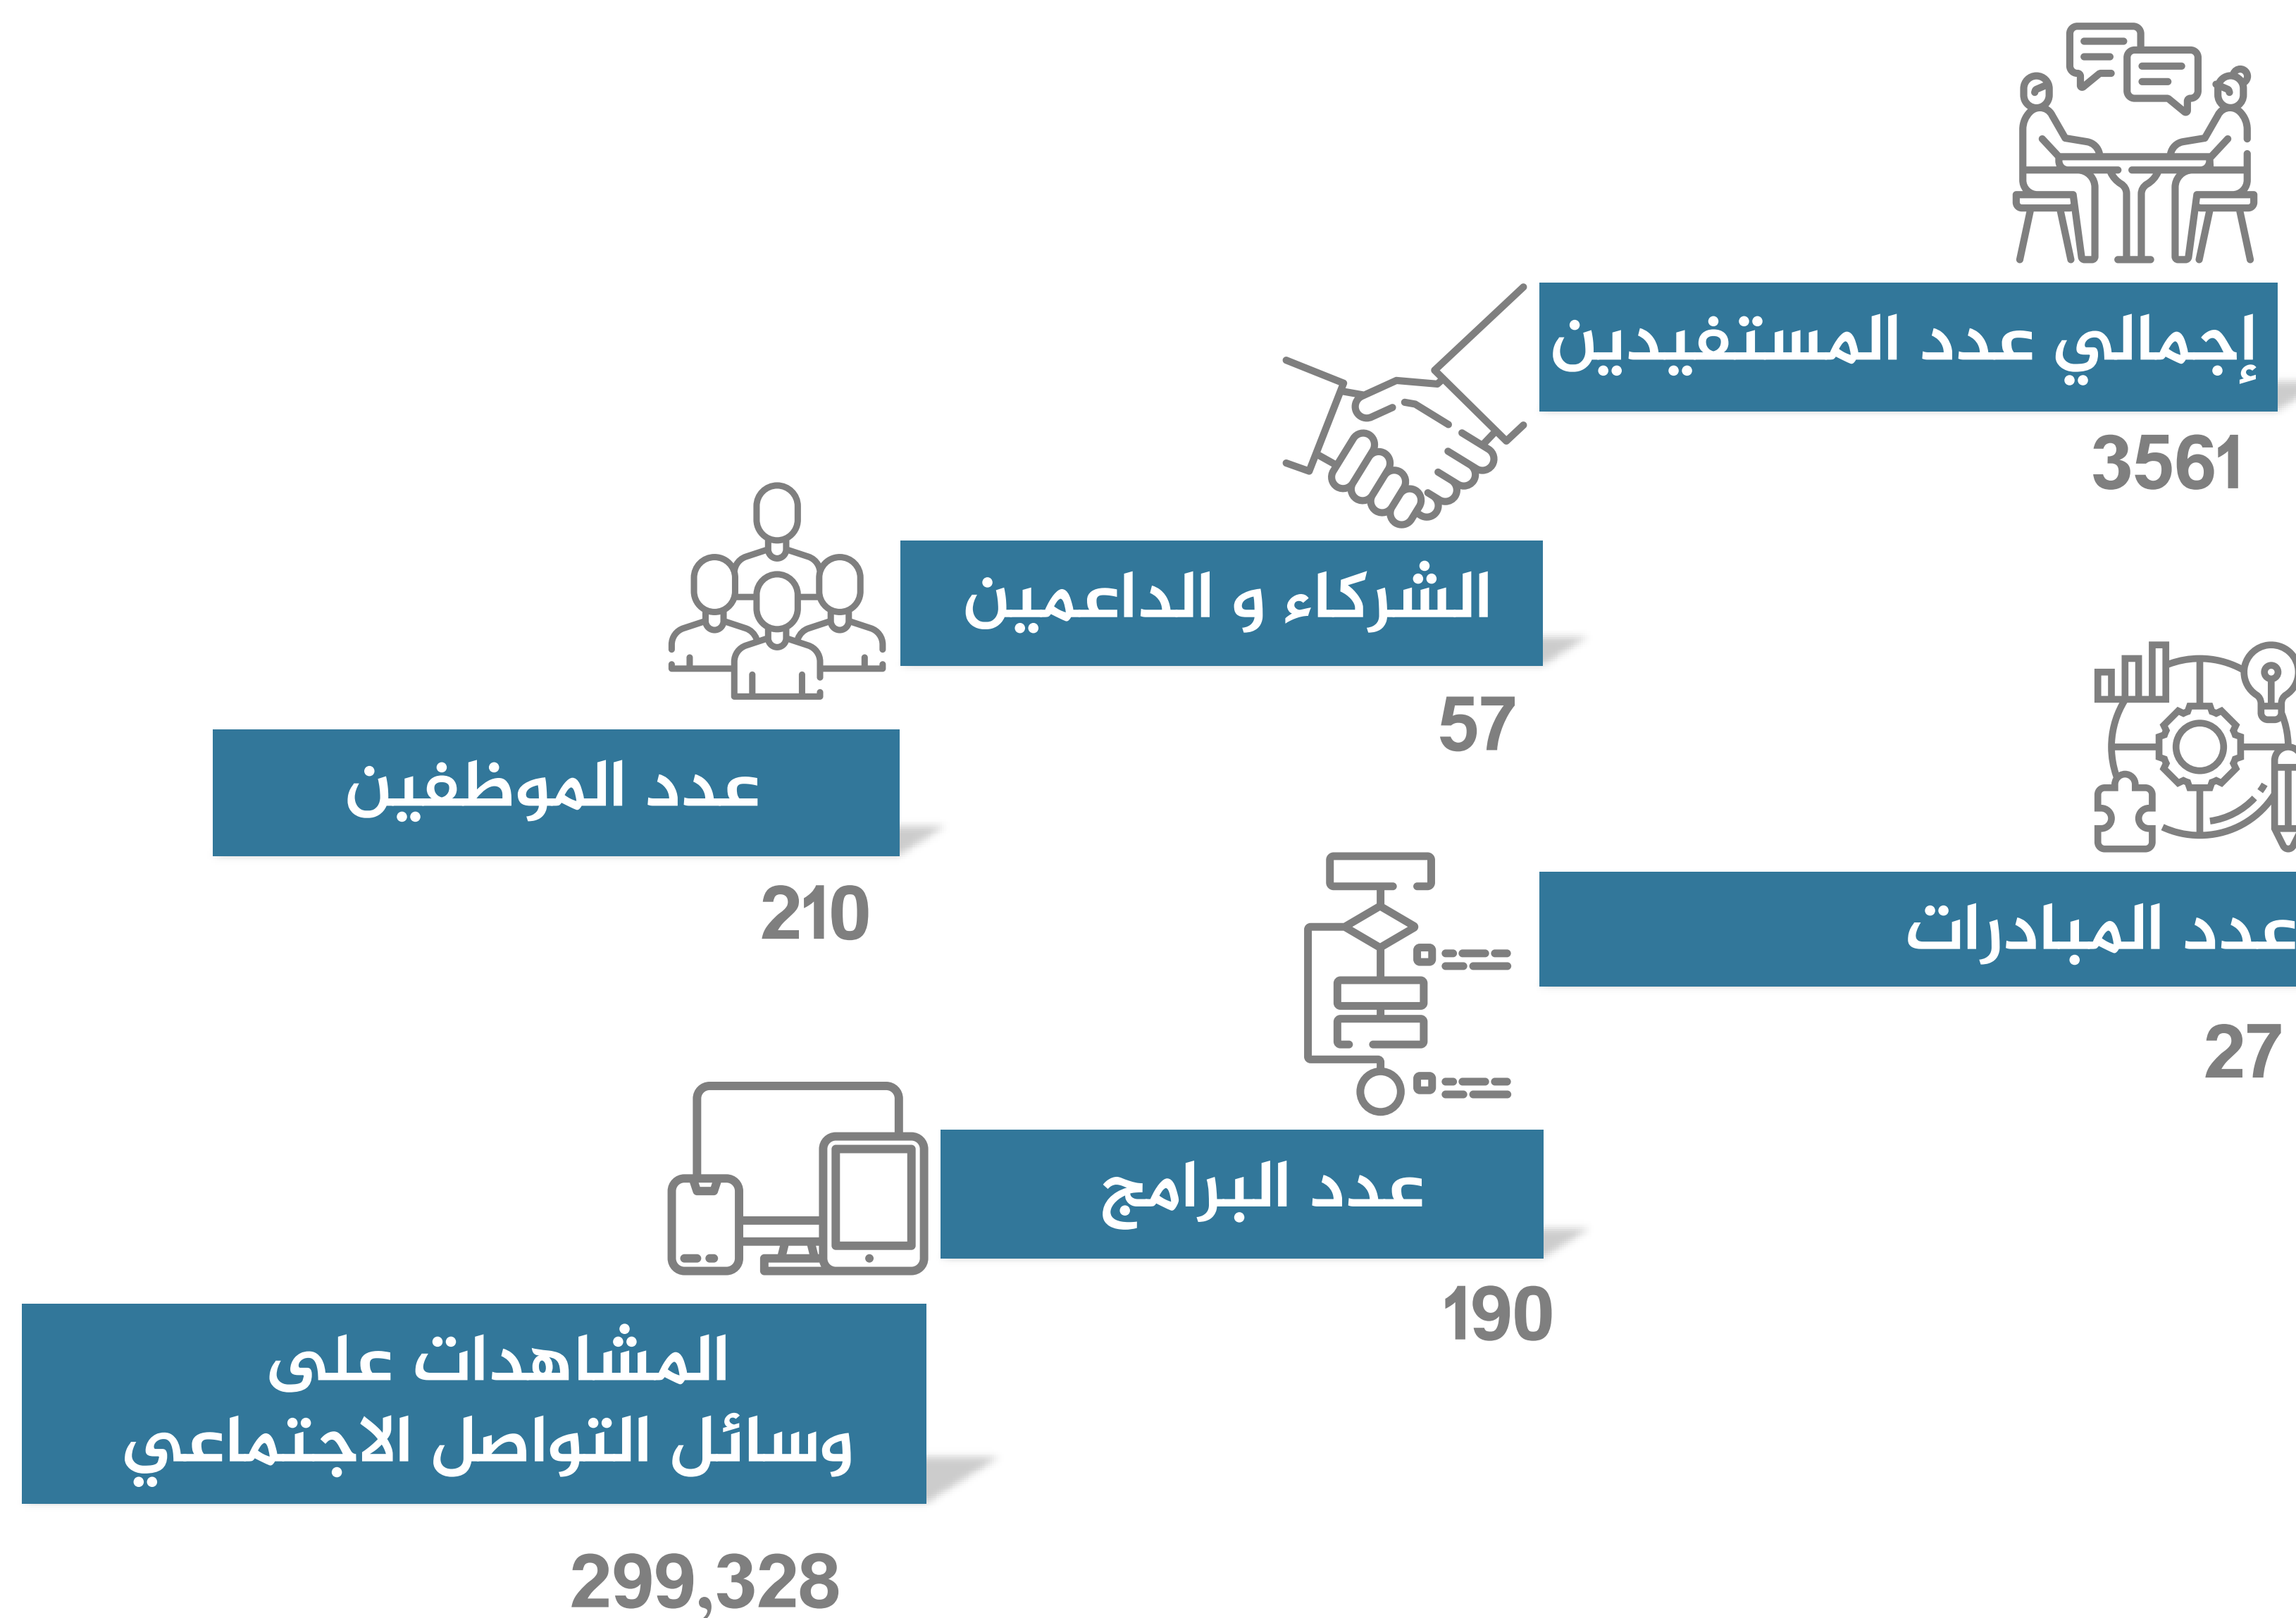 إجمالي عدد المستفيدين
3561
الشركاء و الداعمين
57
عدد الموظفين
210
عدد المبادرات
27
عدد البرامج
190
المشاهدات على
وسائل التواصل الاجتماعي
299,328